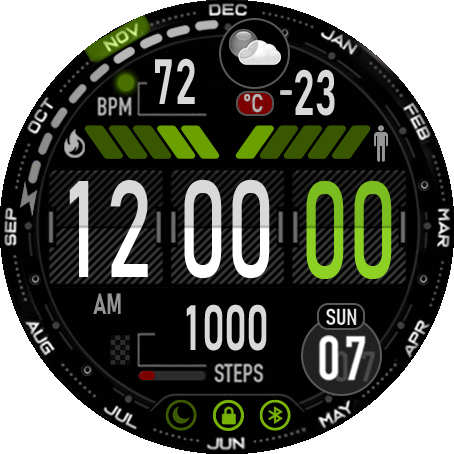 DEC
NOV
JAN
72
BPM
°C
-23
OCT
FEB
12 00 00
SEP
MAR
AM
1000
SUN
STEPS
07
AUG
APR
JUL
MAY
JUN